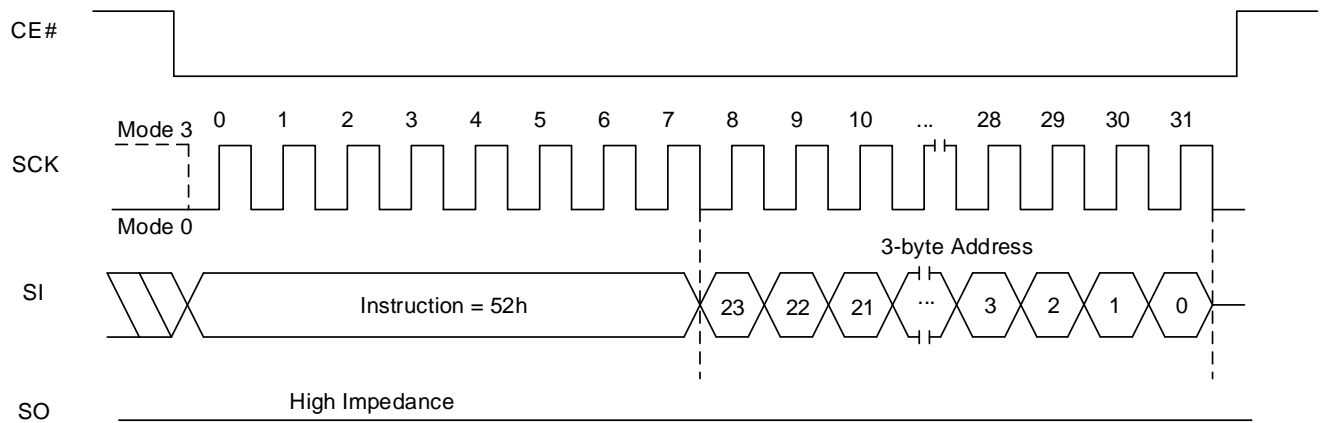 CE#
Mode 3
0 1 2 3 4 5 6 7 8 9 10 ... 28 29 30 31
SCK
Mode 0
3-byte Address
SI
Instruction = 52h
23 22 21 ... 3 2 1 0
High Impedance
SO